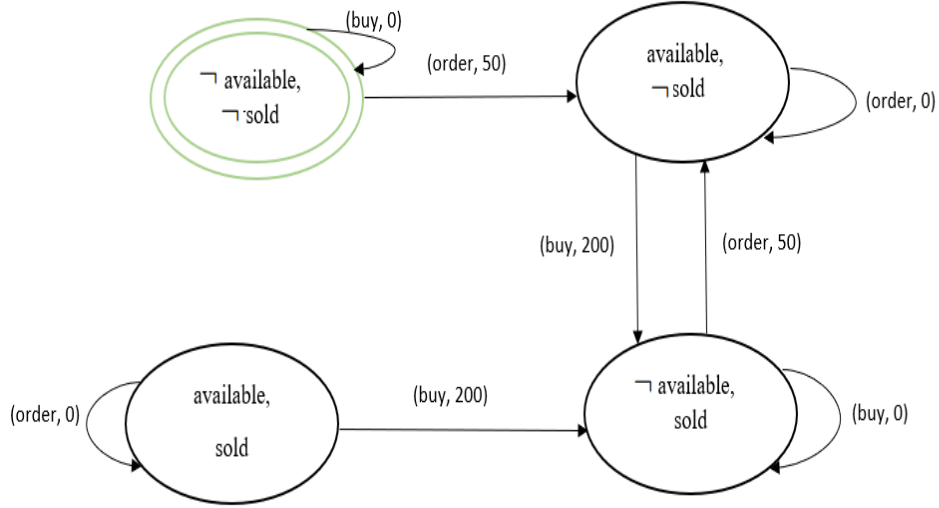 (buy, 0)
¬ available,
¬ sold
(order, 50)
available,
¬ sold
(order, 0)
(buy, 200)
(order, 50)
(order, 0)
available,
sold
(buy, 200)
¬ available,
sold
(buy, 0)